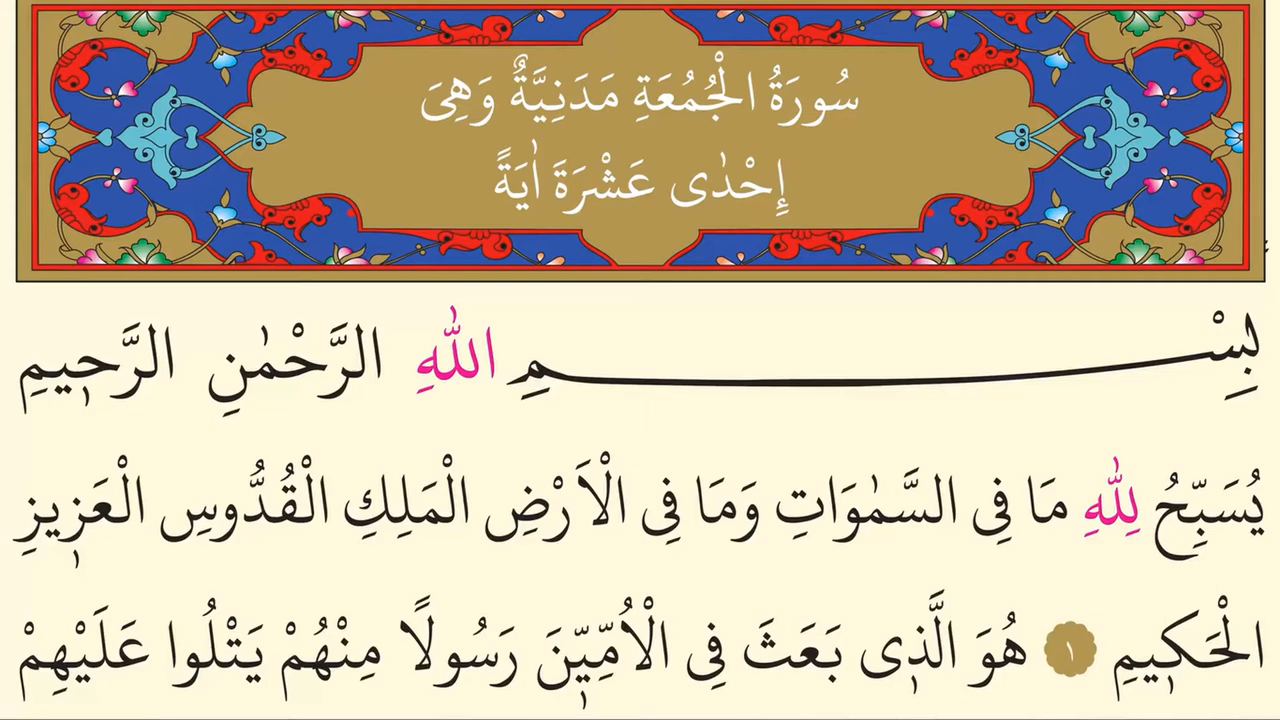 سُورَةُ الْجُمُعَةِ مَدَنِيَّةٌ وَهِىَ
إِحْدٰى عَشْرَةَ اٰيَةً
بِسْمِ اللّٰهِ الرَّحْمٰنِ الرَّح۪يمِ
يُسَبِّحُ لِلّٰهِ مَا فِى السَّمٰوَاتِ وَمَا فِى الْاَرْضِ الْمَلِكِ الْقُدُّوسِ الْعَز۪يزِ
الْحَك۪يمِ ١ هُوَ الَّذ۪ى بَعَثَ فِى الْاُمِّيّ۪نَ رَسُولًا مِنْهُمْ يَتْلُوا عَلَيْهِمْ